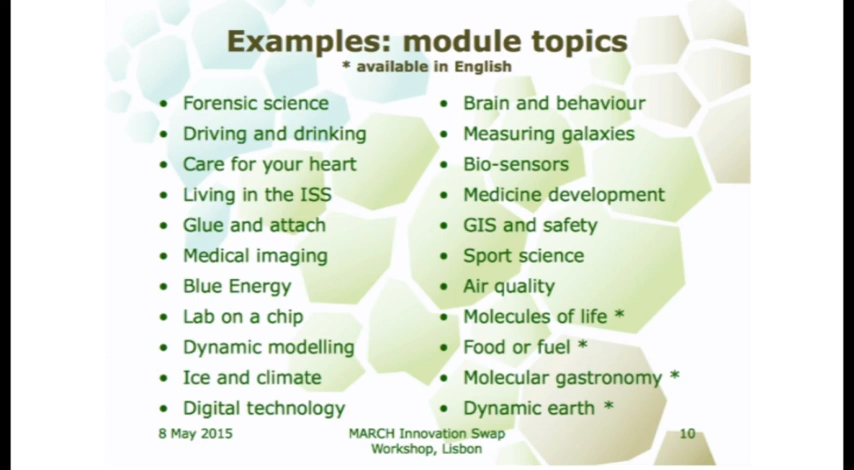 Examples: module topics
* available in English
• Forensic science
• Driving and drinking
• Care for your heart
• Living in the ISS
• Glue and attach
• Medical imaging
• Blue Energy
• Lab on a chip
• Dynamic modelling
• Ice and climate
• Digital technology
• Brain and behaviour
• Measuring galaxies
• Bio-sensors
• Medicine development
• GIS and safety
• Sport science
• Air quality
• Molecules of life *
• Food or fuel *
• Molecular gastronomy *
• Dynamic earth *
8 May 2015
MARCH Innovation Swap
Workshop, Lisbon
10